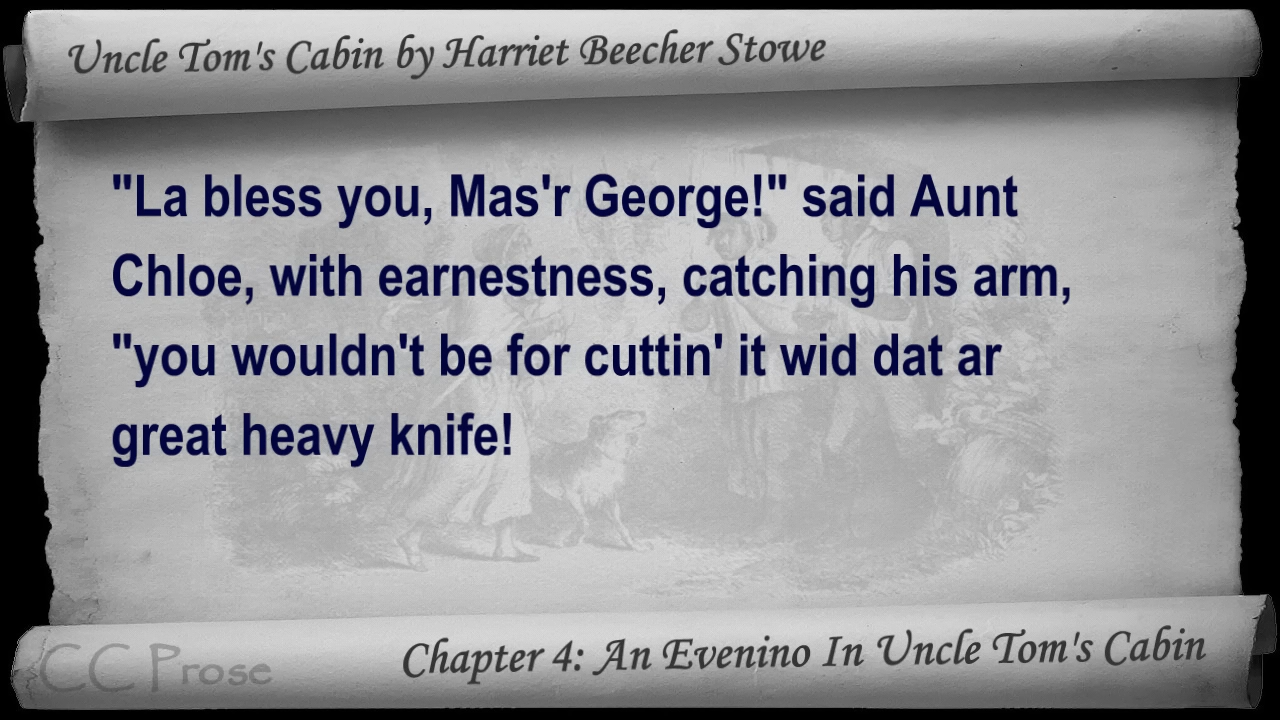 Uncle Tom's Cabin by Harriet Beecher Stowe
"La bless you, Mas'r George!" said Aunt
Chloe, with earnestness, catching his arm,
"you wouldn't be for cuttin' it wid dat ar
great heavy knife!
CC Prose
Chapter 4: An Evenino In Uncle Tom's Cabin